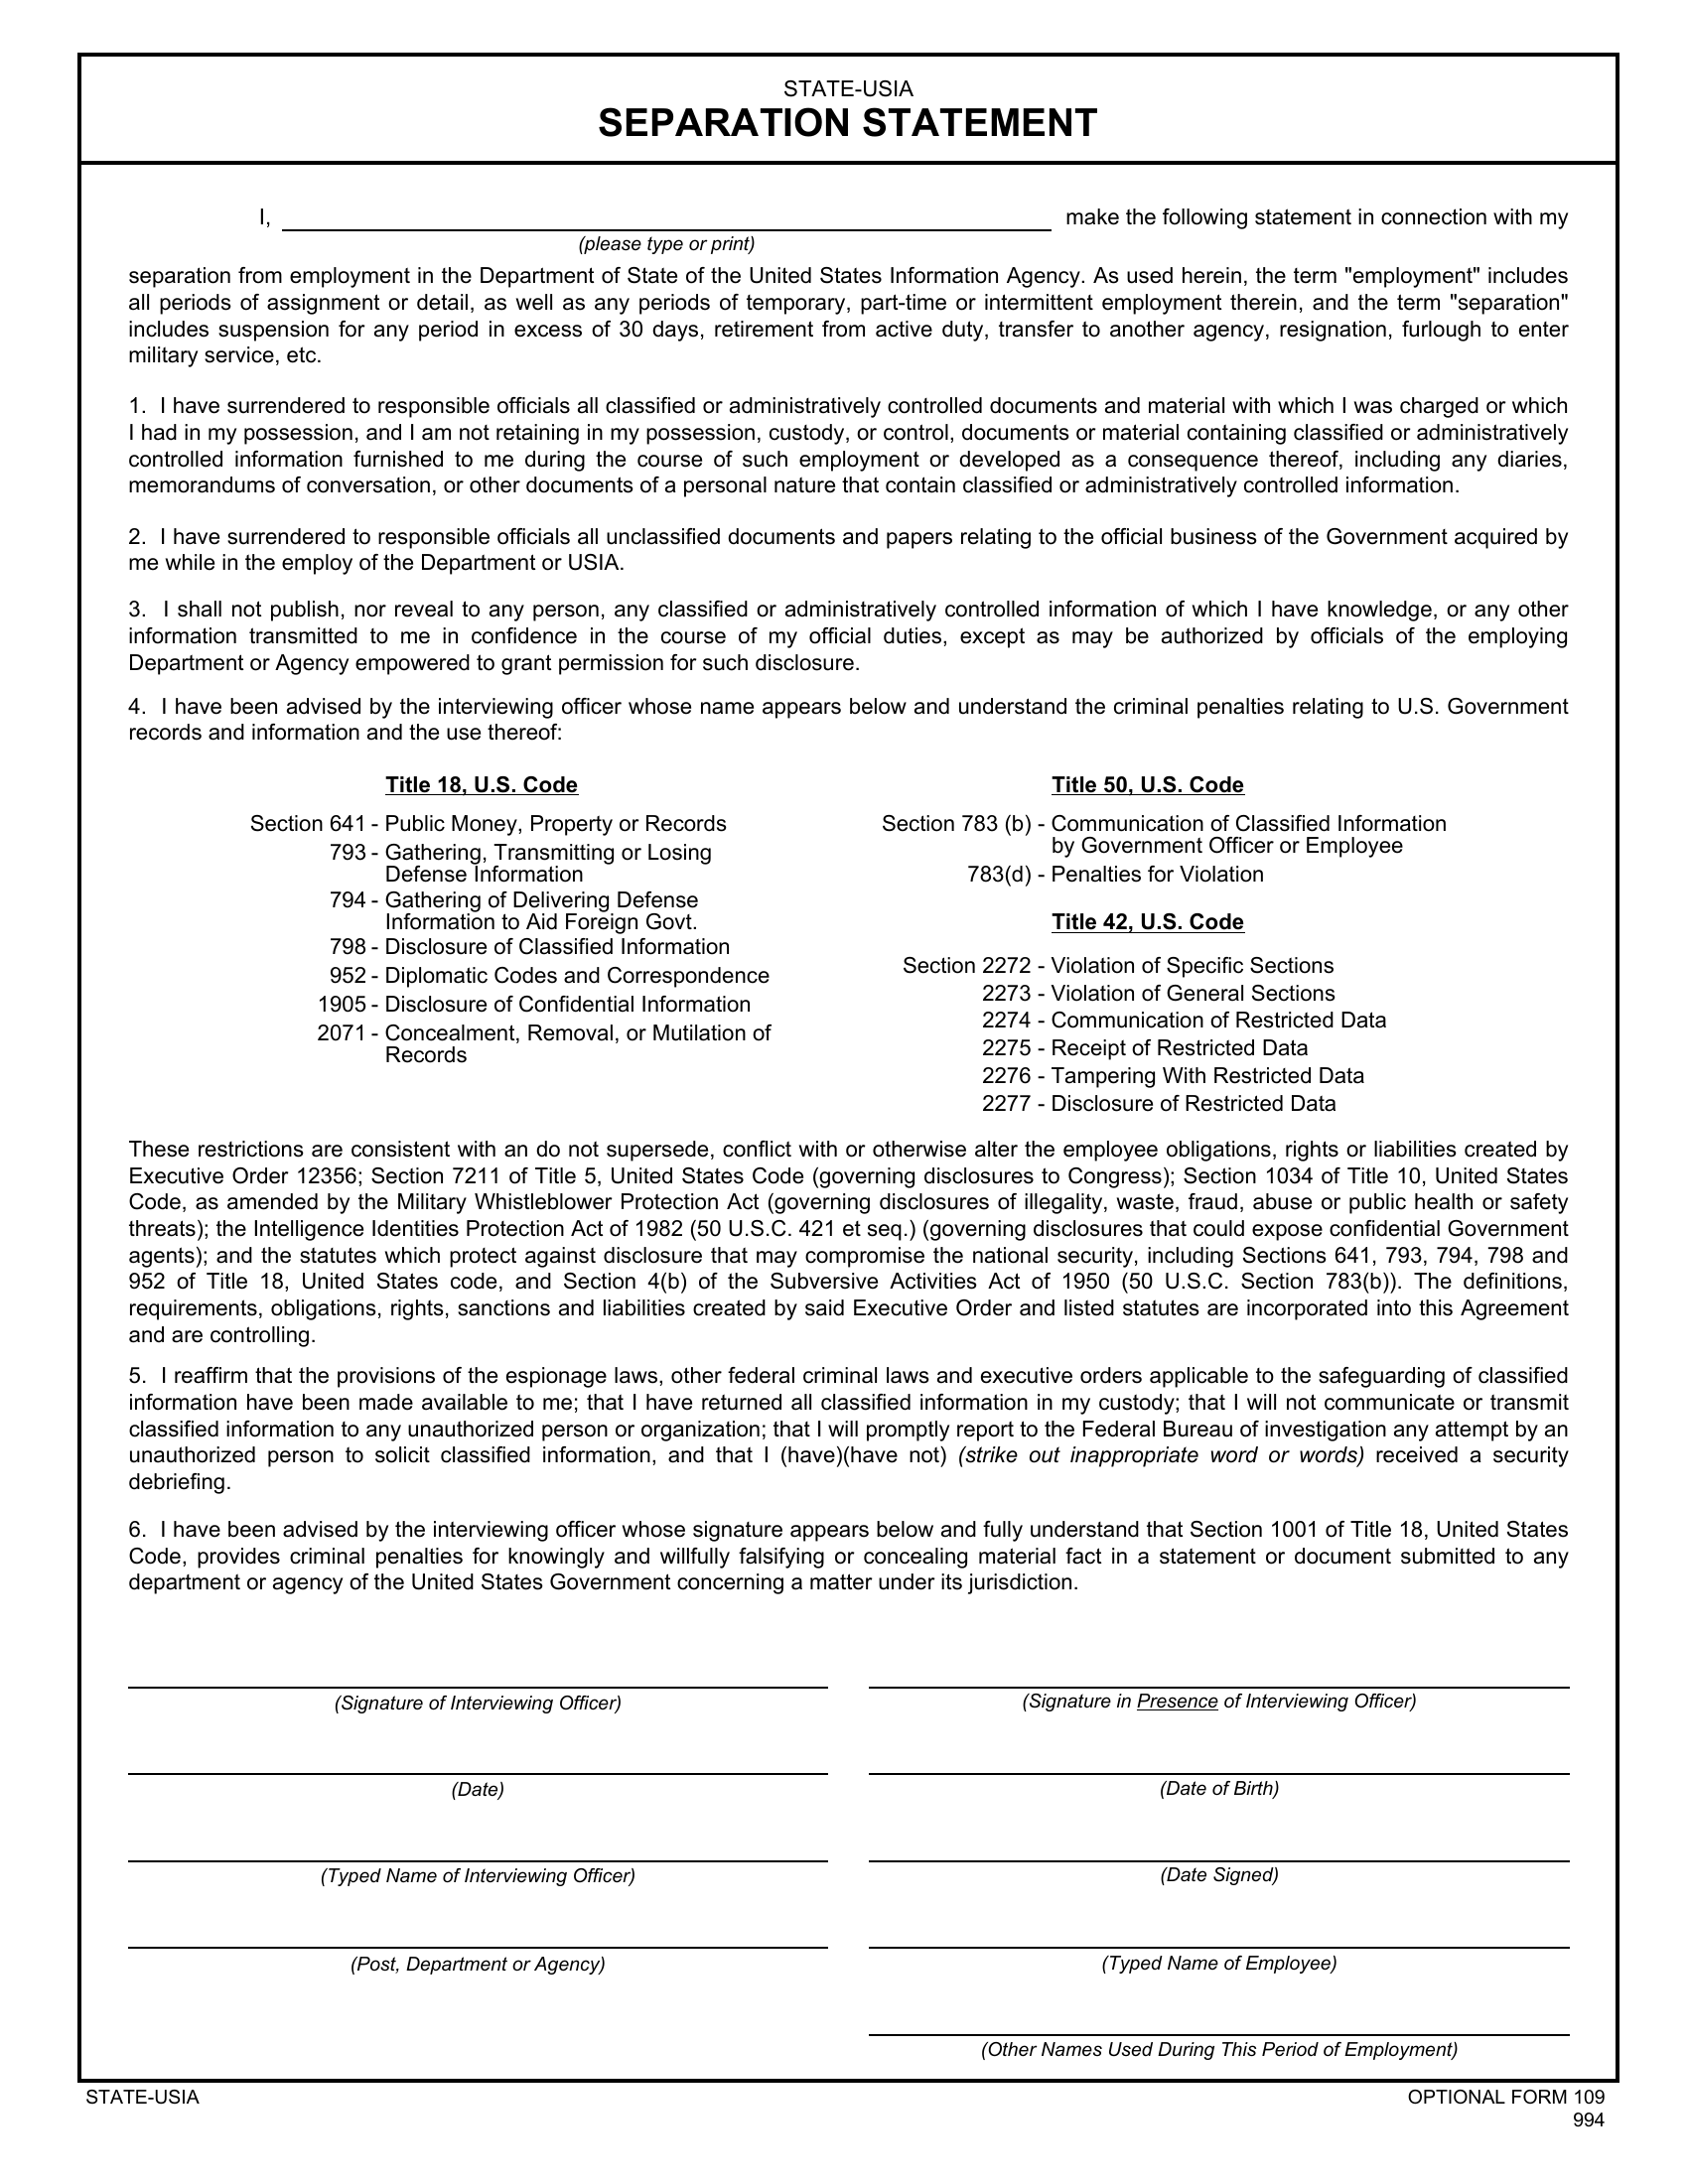 STATE-USIA
SEPARATION STATEMENT
I, make the following statement in connection with my
(please type or print)
separation from employment in the Department of State of the United States Information Agency. As used herein, the term "employment" includes
all periods of assignment or detail, as well as any periods of temporary, part-time or intermittent employment therein, and the term "separation"
includes suspension for any period in excess of 30 days, retirement from active duty, transfer to another agency, resignation, furlough to enter
military service, etc.
1. I have surrendered to responsible officials all classified or administratively controlled documents and material with which I was charged or which
I had in my possession, and I am not retaining in my possession, custody, or control, documents or material containing classified or administratively
controlled information furnished to me during the course of such employment or developed as a consequence thereof, including any diaries,
memorandums of conversation, or other documents of a personal nature that contain classified or administratively controlled information.
2. I have surrendered to responsible officials all unclassified documents and papers relating to the official business of the Government acquired by
me while in the employ of the Department or USIA.
3. I shall not publish, nor reveal to any person, any classified or administratively controlled information of which I have knowledge, or any other
information transmitted to me in confidence in the course of my official duties, except as may be authorized by officials of the employing
Department or Agency empowered to grant permission for such disclosure.
4. I have been advised by the interviewing officer whose name appears below and understand the criminal penalties relating to U.S. Government
records and information and the use thereof:
Title 18, U.S. Code
Section 641 - Public Money, Property or Records
793 - Gathering, Transmitting or Losing
Defense Information
794 - Gathering of Delivering Defense
Information to Aid Foreign Govt.
798 - Disclosure of Classified Information
952 - Diplomatic Codes and Correspondence
1905 - Disclosure of Confidential Information
2071 - Concealment, Removal, or Mutilation of
Records
Title 50, U.S. Code
Section 783 (b) - Communication of Classified Information
by Government Officer or Employee
783(d) - Penalties for Violation
Title 42, U.S. Code
Section 2272 - Violation of Specific Sections
2273 - Violation of General Sections
2274 - Communication of Restricted Data
2275 - Receipt of Restricted Data
2276 - Tampering With Restricted Data
2277 - Disclosure of Restricted Data
These restrictions are consistent with an do not supersede, conflict with or otherwise alter the employee obligations, rights or liabilities created by
Executive Order 12356; Section 7211 of Title 5, United States Code (governing disclosures to Congress); Section 1034 of Title 10, United States
Code, as amended by the Military Whistleblower Protection Act (governing disclosures of illegality, waste, fraud, abuse or public health or safety
threats); the Intelligence Identities Protection Act of 1982 (50 U.S.C. 421 et seq.) (governing disclosures that could expose confidential Government
agents); and the statutes which protect against disclosure that may compromise the national security, including Sections 641, 793, 794, 798 and
952 of Title 18, United States code, and Section 4(b) of the Subversive Activities Act of 1950 (50 U.S.C. Section 783(b)). The definitions,
requirements, obligations, rights, sanctions and liabilities created by said Executive Order and listed statutes are incorporated into this Agreement
and are controlling.
5. I reaffirm that the provisions of the espionage laws, other federal criminal laws and executive orders applicable to the safeguarding of classified
information have been made available to me; that I have returned all classified information in my custody; that I will not communicate or transmit
classified information to any unauthorized person or organization; that I will promptly report to the Federal Bureau of investigation any attempt by an
unauthorized person to solicit classified information, and that I (have)(have not) (strike out inappropriate word or words) received a security
debriefing.
6. I have been advised by the interviewing officer whose signature appears below and fully understand that Section 1001 of Title 18, United States
Code, provides criminal penalties for knowingly and willfully falsifying or concealing material fact in a statement or document submitted to any
department or agency of the United States Government concerning a matter under its jurisdiction.
(Signature of Interviewing Officer)
(Signature in Presence of Interviewing Officer)
(Date)
(Date of Birth)
(Typed Name of Interviewing Officer)
(Date Signed)
(Post, Department or Agency)
(Typed Name of Employee)
(Other Names Used During This Period of Employment)
STATE-USIA
OPTIONAL FORM 109
994